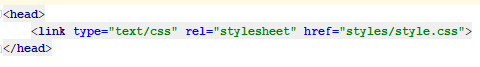 <head>
    <link type="text/css" rel="stylesheet" href="styles/style.css">
</head>